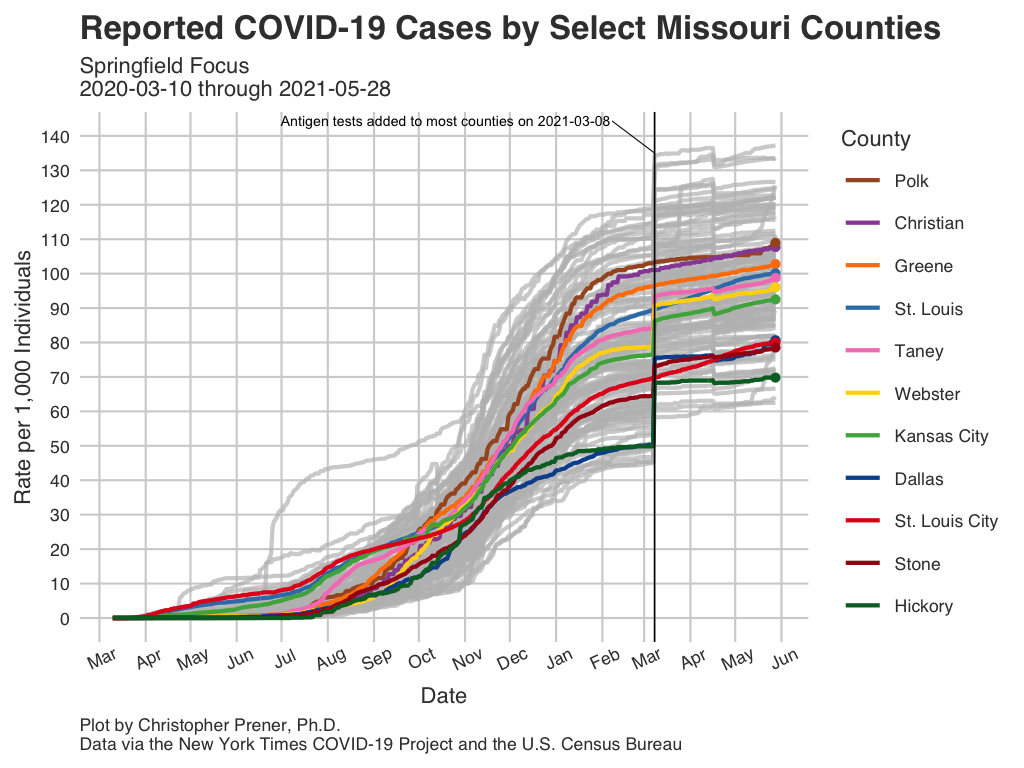 Reported COVID-19 Cases by Select Missouri Counties
Springfield Focus
2020-03-10 through 2021-05-28
Antigen tests added to most counties on 2021-03-08
Rate per 1,000 Individuals
140
130
120
110
100
90
80
70
60
50
40
30
20
10
0
Mar Apr May Jun Jul Aug Sep Oct Nov Dec Jan Feb Mar Apr May Jun
Date
County
Polk
Christian
Greene
St. Louis
Taney
Webster
Kansas City
Dallas
St. Louis City
Stone
Hickory
Plot by Christopher Prener, Ph.D.
Data via the New York Times COVID-19 Project and the U.S. Census Bureau